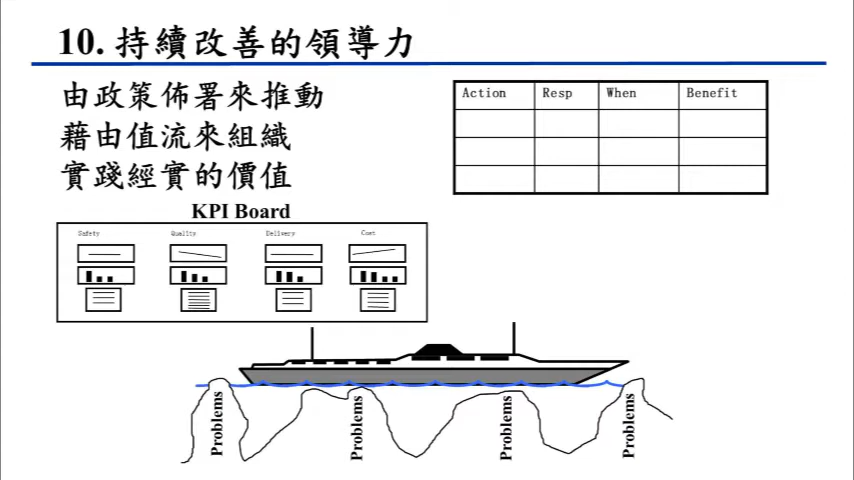 10. 持續改善的領導力
由政策佈署來推動
藉由值流來組織
實踐經實的價值
Action Resp When Benefit
KPI Board
Safety Quality Delivery Cost
Problems
Problems
Problems
Problems